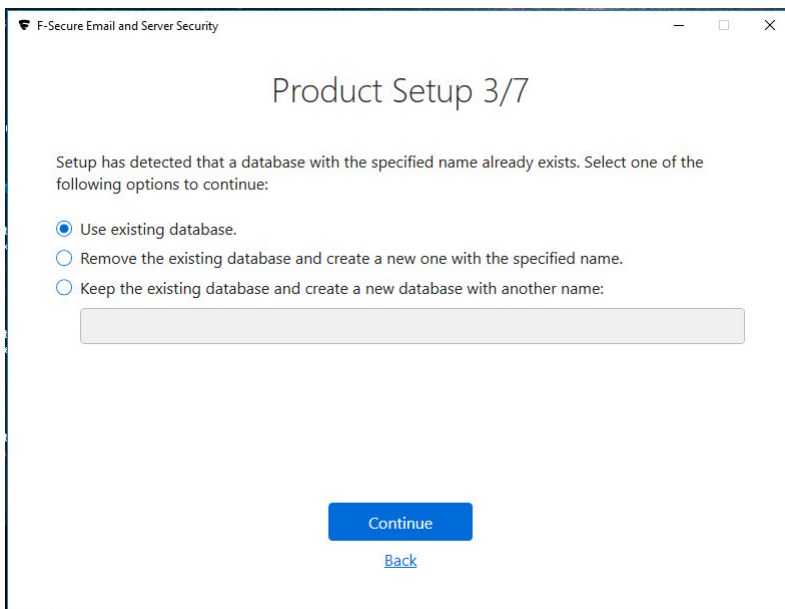 F-Secure Email and Server Security
Product Setup 3/7
Setup has detected that a database with the specified name already exists. Select one of the
following options to continue:
Use existing database.
Remove the existing database and create a new one with the specified name.
Keep the existing database and create a new database with another name:
Continue
Back